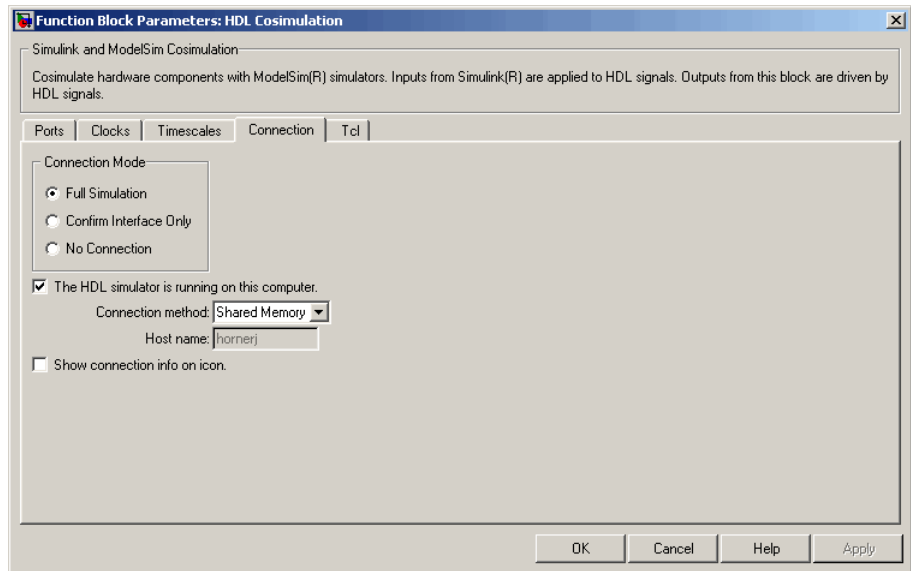 Function Block Parameters: HDL Cosimulation
Simulink and ModelSim Cosimulation
Cosimulate hardware components with ModelSim(R) simulators. Inputs from Simulink(R) are applied to HDL signals. Outputs from this block are driven by
HDL signals.
Ports Clocks Timescales Connection Tcl
Connection Mode
Full Simulation
Confirm Interface Only
No Connection
The HDL simulator is running on this computer.
Connection method: Shared Memory
Host name: hornerj
Show connection info on icon.
OK Cancel Help Apply